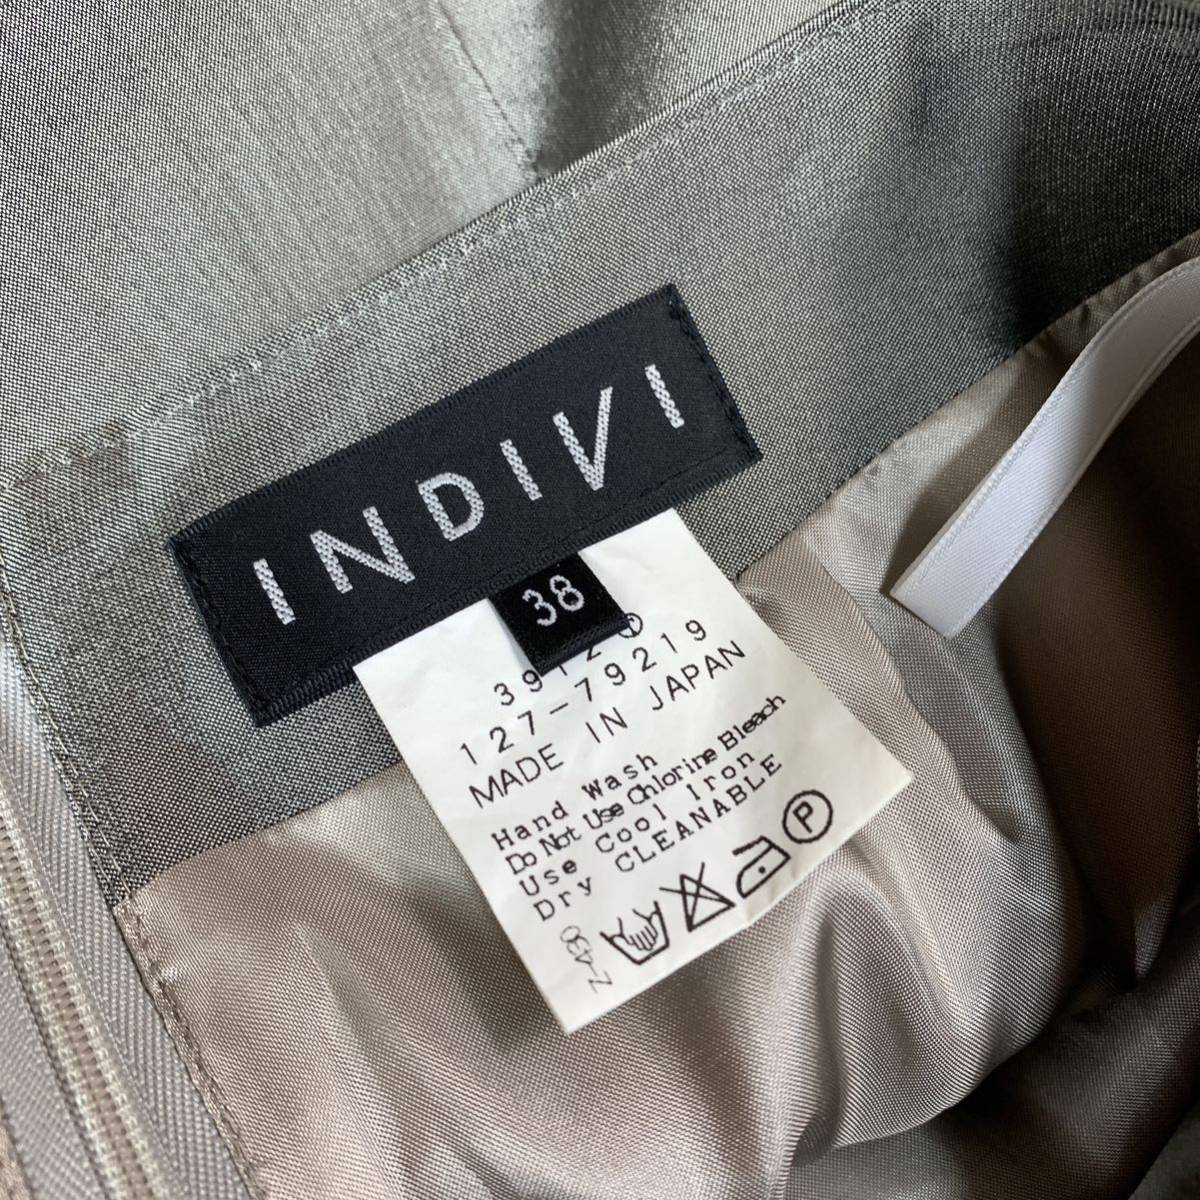 INDIVI
38
127-79219
MADE IN JAPAN
Hand Wash
Do Not Use Chlorine Bleach
Use Cool Iron
Dry CLEANABLE
P
Z-430